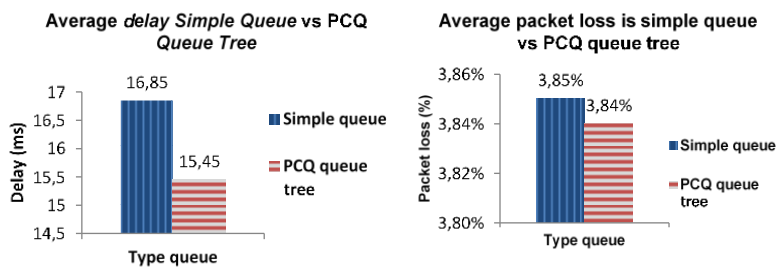 Average delay Simple Queue vs PCQ
Queue Tree
17
16,5
16
15,5
15
14,5
Delay (ms)
16,85
15,45
Type queue
Simple queue
PCQ queue
tree
Average packet loss is simple queue
vs PCQ queue tree
3,86%
3,84%
3,82%
3,80%
Packet loss (%)
3,85%
3,84%
Type queue
Simple queue
PCQ queue
tree